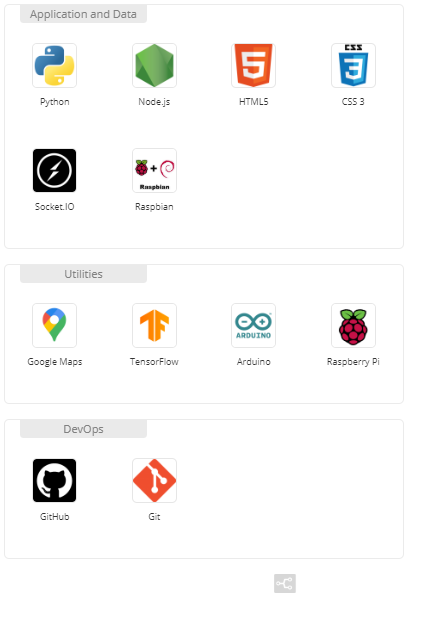 Application and Data
Python
Node.js
HTML5
CSS 3
Socket.IO
Raspbian
Utilities
Google Maps
TensorFlow
Arduino
Raspberry Pi
DevOps
GitHub
Git
5
CSS
3
+
Raspbian
ARDUINO